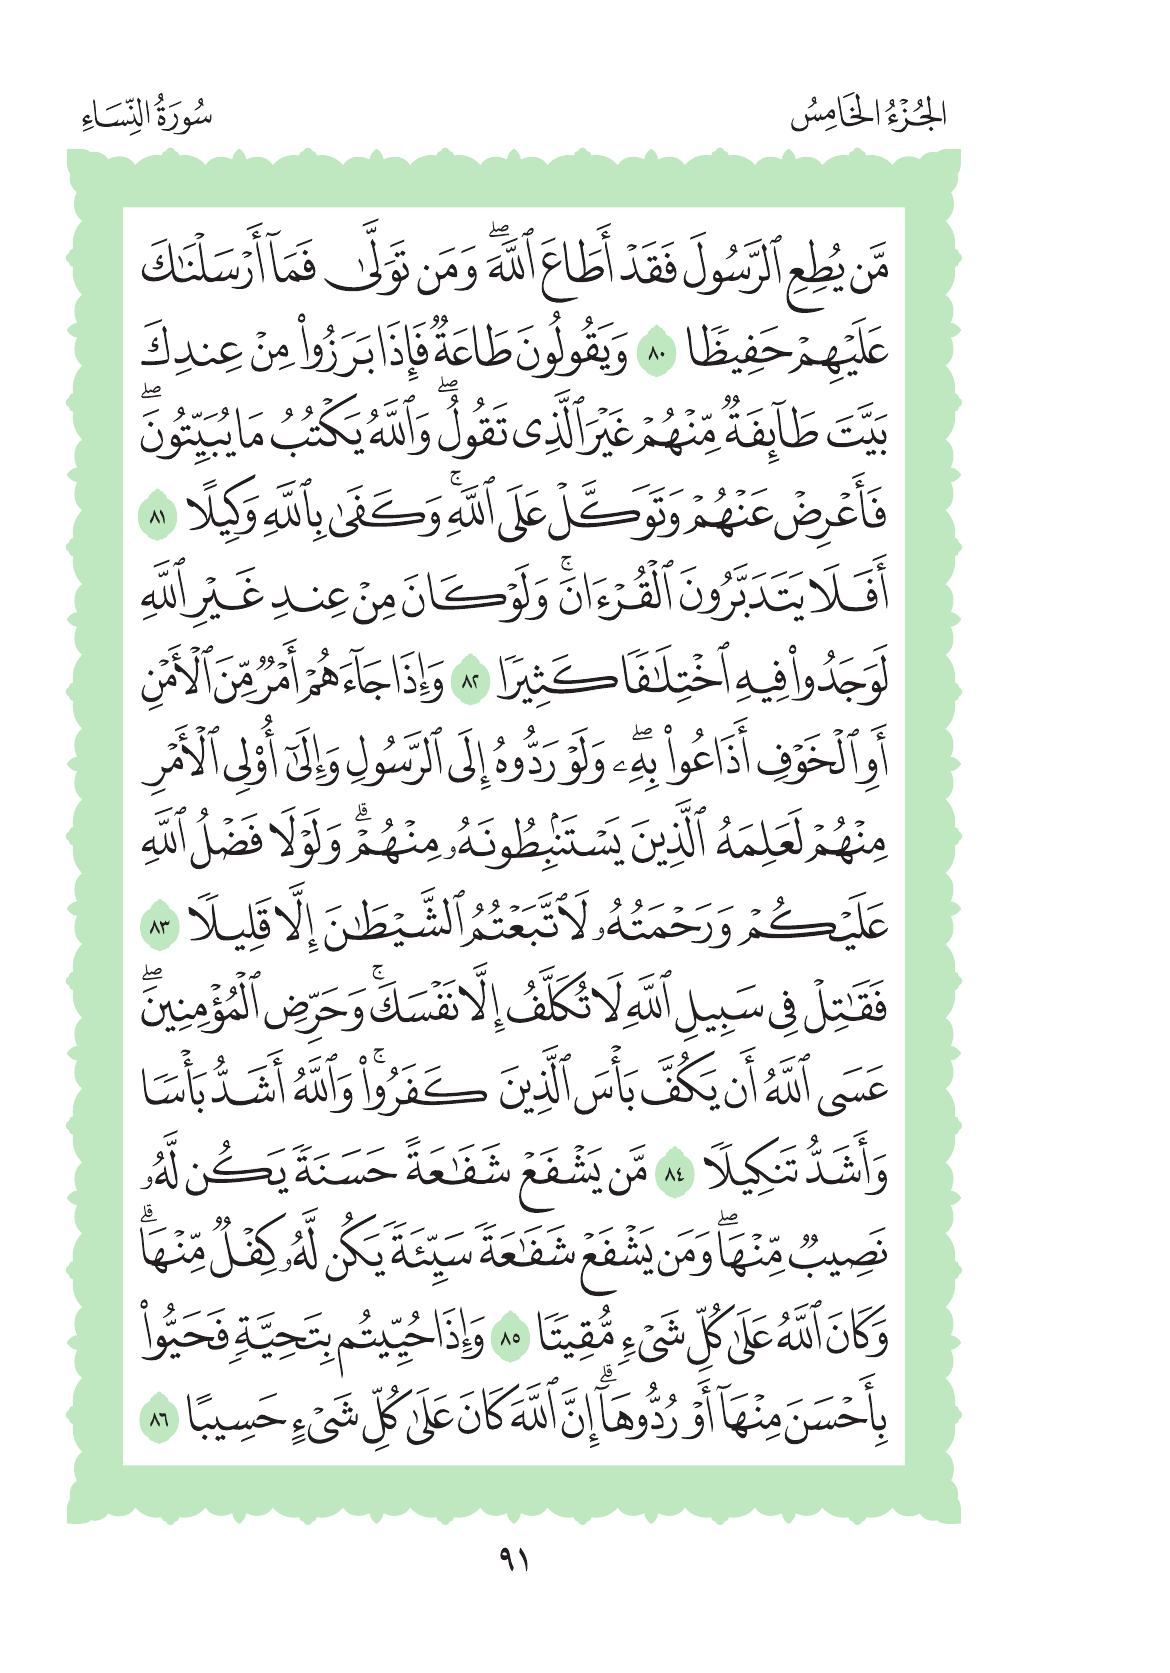 الجُزْءُ الخَامِسُ
سُورَةُ النِّسَاءِ
مَّن يُطِعِ ٱلرَّسُولَ فَقَدْ أَطَاعَ ٱللَّهَۖ وَمَن تَوَلَّىٰ فَمَآ أَرْسَلْنَٰكَ
عَلَيْهِمْ حَفِيظًا ٨٠ وَيَقُولُونَ طَاعَةٌ فَإِذَا بَرَزُوا۟ مِنْ عِندِكَ
بَيَّتَ طَآئِفَةٌ مِّنْهُمْ غَيْرَ ٱلَّذِى تَقُولُۖ وَٱللَّهُ يَكْتُبُ مَا يُبَيِّتُونَۖ
فَأَعْرِضْ عَنْهُمْ وَتَوَكَّلْ عَلَى ٱللَّهِۚ وَكَفَىٰ بِٱللَّهِ وَكِيلًا ٨١
أَفَلَا يَتَدَبَّرُونَ ٱلْقُرْءَانَۚ وَلَوْ كَانَ مِنْ عِندِ غَيْرِ ٱللَّهِ
لَوَجَدُوا۟ فِيهِ ٱخْتِلَٰفًا كَثِيرًا ٨٢ وَإِذَا جَآءَهُمْ أَمْرٌ مِّنَ ٱلْأَمْنِ
أَوِ ٱلْخَوْفِ أَذَاعُوا۟ بِهِۦۖ وَلَوْ رَدُّوهُ إِلَى ٱلرَّسُولِ وَإِلَىٰٓ أُو۟لِى ٱلْأَمْرِ
مِنْهُمْ لَعَلِمَهُ ٱلَّذِينَ يَسْتَنۢبِطُونَهُۥ مِنْهُمْۗ وَلَوْلَا فَضْلُ ٱللَّهِ
عَلَيْكُمْ وَرَحْمَتُهُۥ لَٱتَّبَعْتُمُ ٱلشَّيْطَٰنَ إِلَّا قَلِيلًا ٨٣
فَقَٰتِلْ فِى سَبِيلِ ٱللَّهِ لَا تُكَلَّفُ إِلَّا نَفْسَكَۚ وَحَرِّضِ ٱلْمُؤْمِنِينَۖ
عَسَى ٱللَّهُ أَن يَكُفَّ بَأْسَ ٱلَّذِينَ كَفَرُوا۟ۚ وَٱللَّهُ أَشَدُّ بَأْسًا
وَأَشَدُّ تَنكِيلًا ٨٤ مَّن يَشْفَعْ شَفَٰعَةً حَسَنَةً يَكُن لَّهُۥ
نَصِيبٌ مِّنْهَاۖ وَمَن يَشْفَعْ شَفَٰعَةً سَيِّئَةً يَكُن لَّهُۥ كِفْلٌ مِّنْهَاۗ
وَكَانَ ٱللَّهُ عَلَىٰ كُلِّ شَىْءٍ مُّقِيتًا ٨٥ وَإِذَا حُيِّيتُم بِتَحِيَّةٍ فَحَيُّوا۟
بِأَحْسَنَ مِنْهَآ أَوْ رُدُّوهَآۗ إِنَّ ٱللَّهَ كَانَ عَلَىٰ كُلِّ شَىْءٍ حَسِيبًا ٨٦
٩١